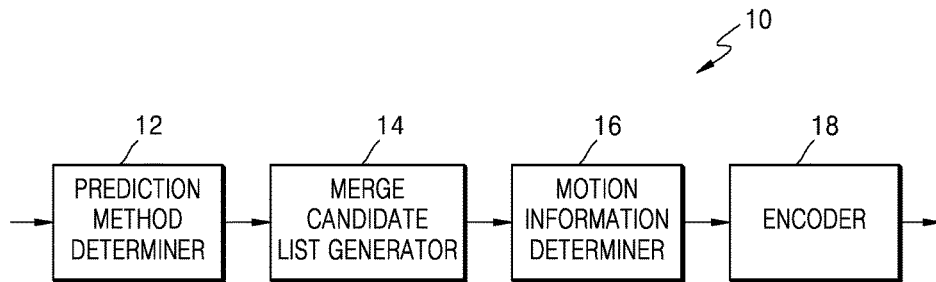 10
12
14
16
18
PREDICTION
METHOD
DETERMINER
MERGE
CANDIDATE
LIST GENERATOR
MOTION
INFORMATION
DETERMINER
ENCODER